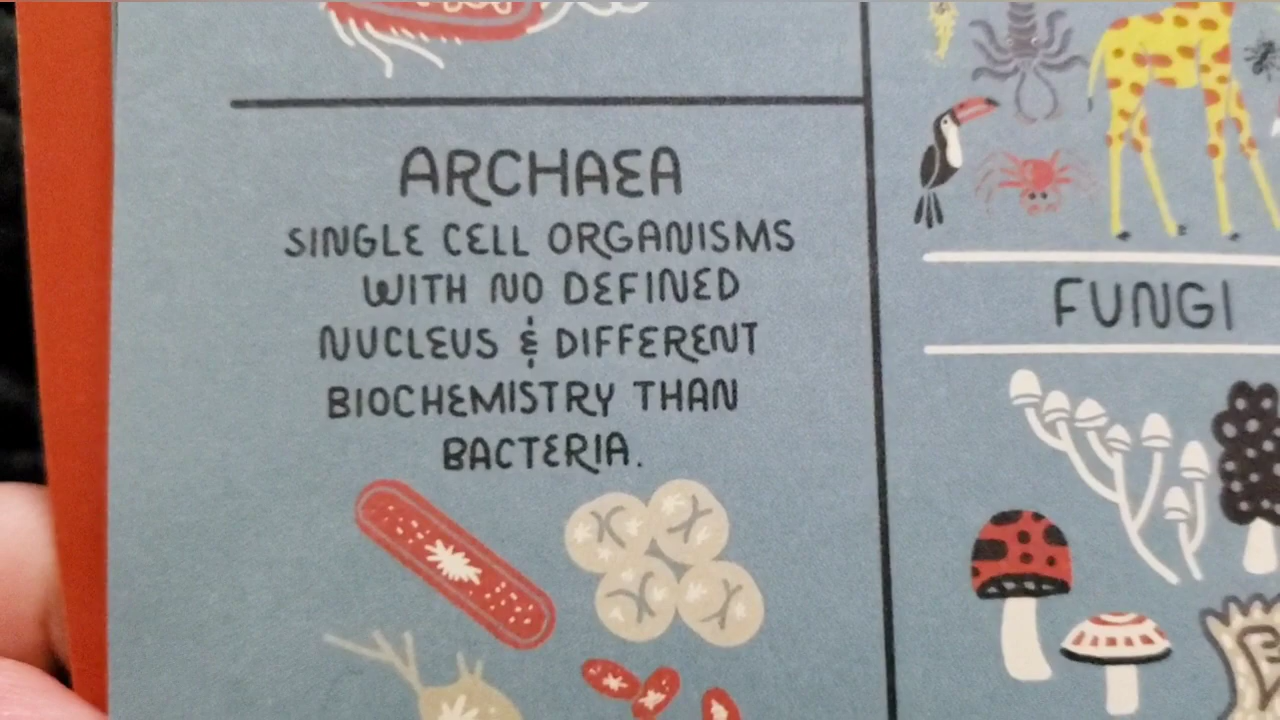 ARCHAEA
SINGLE CELL ORGANISMS
WITH NO DEFINED
NUCLEUS & DIFFERENT
BIOCHEMISTRY THAN
BACTERIA.
FUNGI